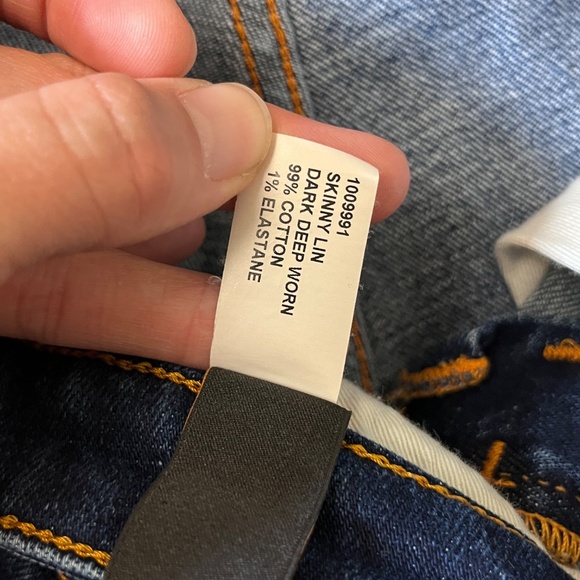 1009991
SKINNY LIN
DARK DEEP WORN
99% COTTON
1% ELASTANE